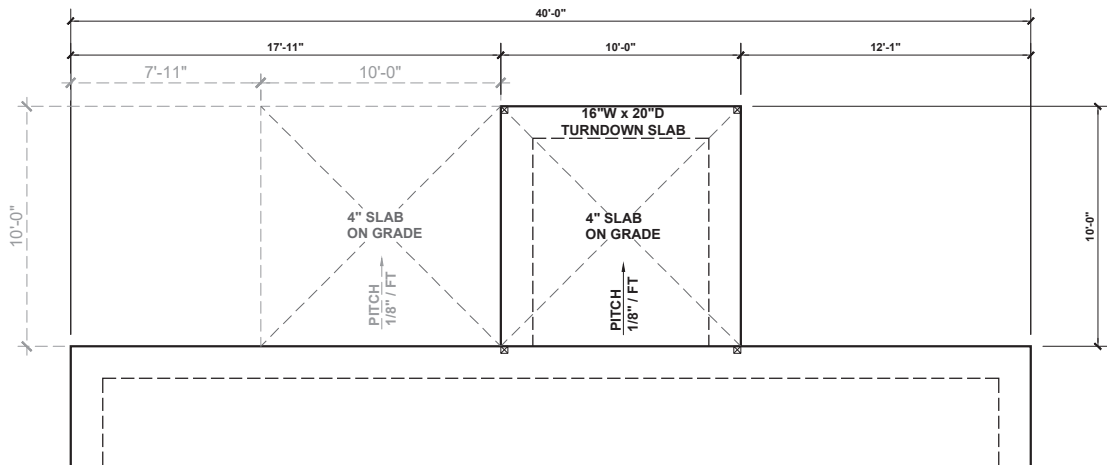 40'-0"
17'-11"
10'-0"
12'-1"
7'-11"
10'-0"
16"W x 20"D
TURNDOWN SLAB
10'-0"
4" SLAB
ON GRADE
4" SLAB
ON GRADE
10'-0"
PITCH
1/8" / FT
PITCH
1/8" / FT